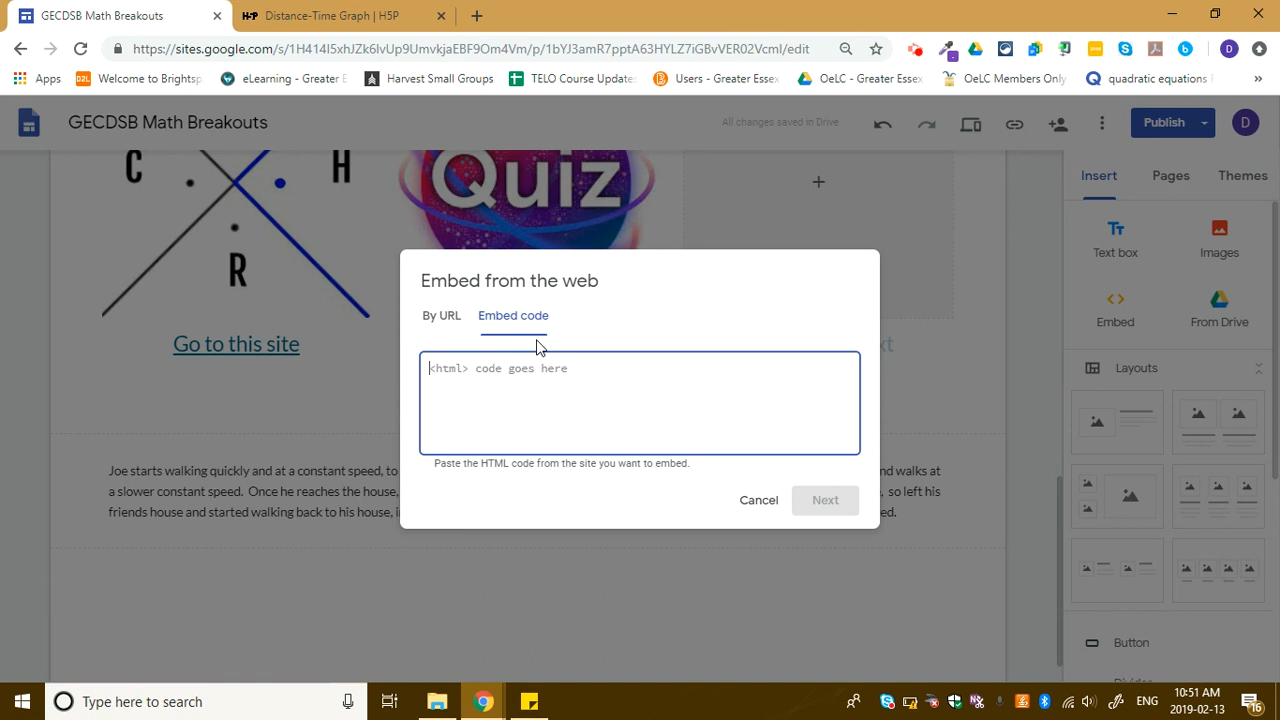 GECDSB Math Breakouts
H-P Distance-Time Graph | H5P
https://sites.google.com/s/1H414I5xhJZk6lvUp9UmvkjaEBF9Om4Vm/p/1bYJ3amR7pptA63HYLZ7iGBvVER02Vcml/edit
Apps
D2L Welcome to Brightsp
eLearning - Greater E
Harvest Small Groups
TELO Course Updates
Users - Greater Esse
OeLC - Greater Essex
OeLC Members Only
quadratic equations
GECDSB Math Breakouts
All changes saved in Drive
Publish
D
C H
R
Quiz
Insert Pages Themes
Text box Images
Embed From Drive
Layouts
Button
Embed from the web
By URL Embed code
<html> code goes here
Paste the HTML code from the site you want to embed.
Cancel Next
Go to this site
Joe starts walking quickly and at a constant speed, to and walks at
a slower constant speed. Once he reaches the house, , so left his
friends house and started walking back to his house, i ed.
Type here to search
ENG
10:51 AM
2019-02-13
16